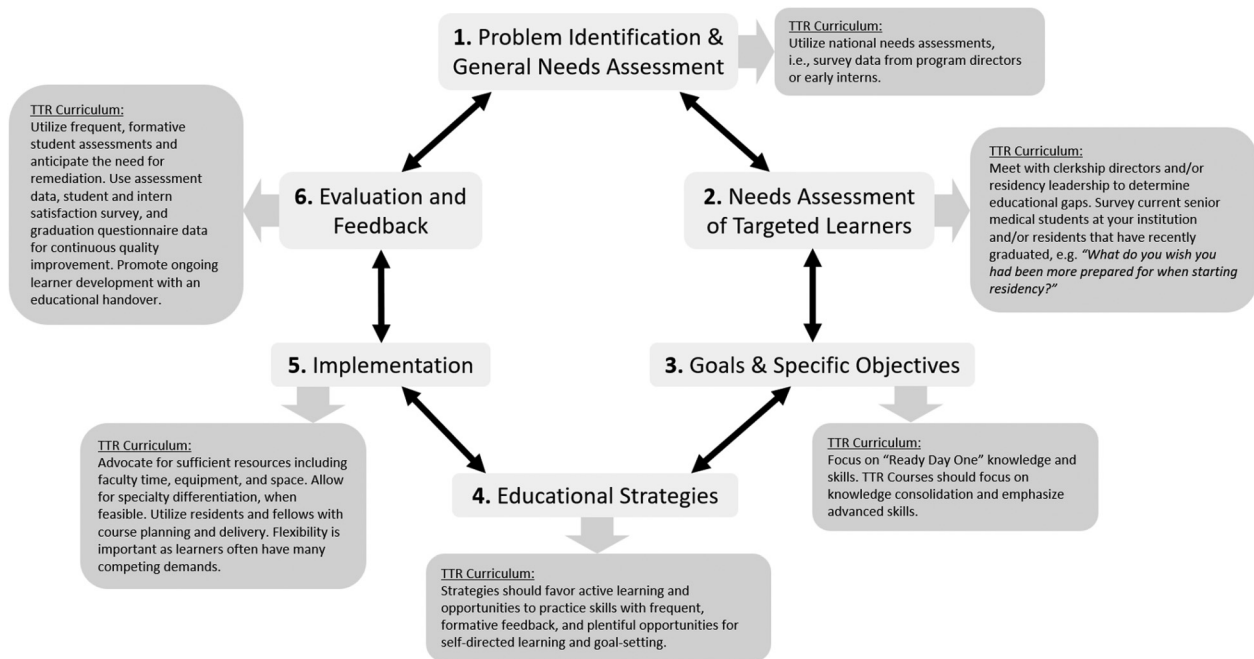 1. Problem Identification &
General Needs Assessment
TTR Curriculum:
Utilize national needs assessments,
i.e., survey data from program directors
or early interns.
2. Needs Assessment
of Targeted Learners
TTR Curriculum:
Meet with clerkship directors and/or
residency leadership to determine
educational gaps. Survey current senior
medical students at your institution
and/or residents that have recently
graduated, e.g. “What do you wish you
had been more prepared for when starting
residency?”
3. Goals & Specific Objectives
TTR Curriculum:
Focus on “Ready Day One” knowledge and
skills. TTR Courses should focus on
knowledge consolidation and emphasize
advanced skills.
4. Educational Strategies
TTR Curriculum:
Strategies should favor active learning and
opportunities to practice skills with frequent,
formative feedback, and plentiful opportunities for
self-directed learning and goal-setting.
5. Implementation
TTR Curriculum:
Advocate for sufficient resources including
faculty time, equipment, and space. Allow
for specialty differentiation, when
feasible. Utilize residents and fellows with
course planning and delivery. Flexibility is
important as learners often have many
competing demands.
6. Evaluation and
Feedback
TTR Curriculum:
Utilize frequent, formative
student assessments and
anticipate the need for
remediation. Use assessment
data, student and intern
satisfaction survey, and
graduation questionnaire data
for continuous quality
improvement. Promote ongoing
learner development with an
educational handover.